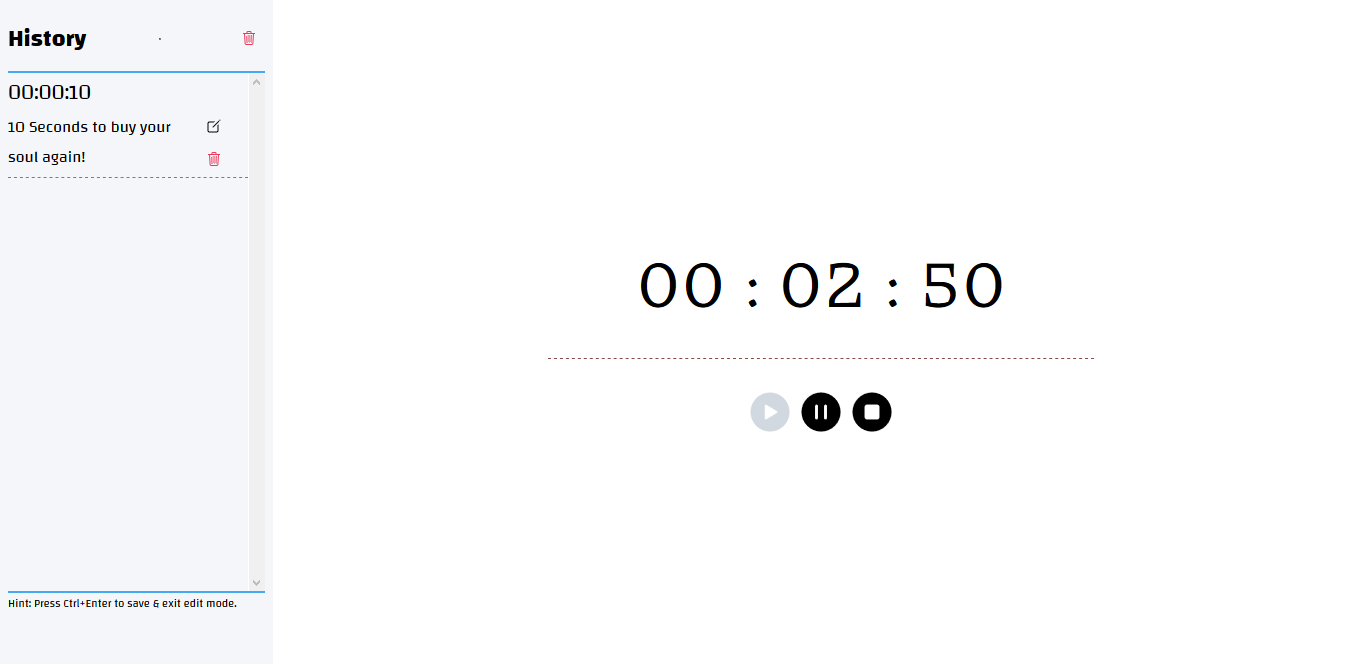 History
00:00:10
10 Seconds to buy your
soul again!
Hint: Press Ctrl+Enter to save & exit edit mode.
00 : 02 : 50